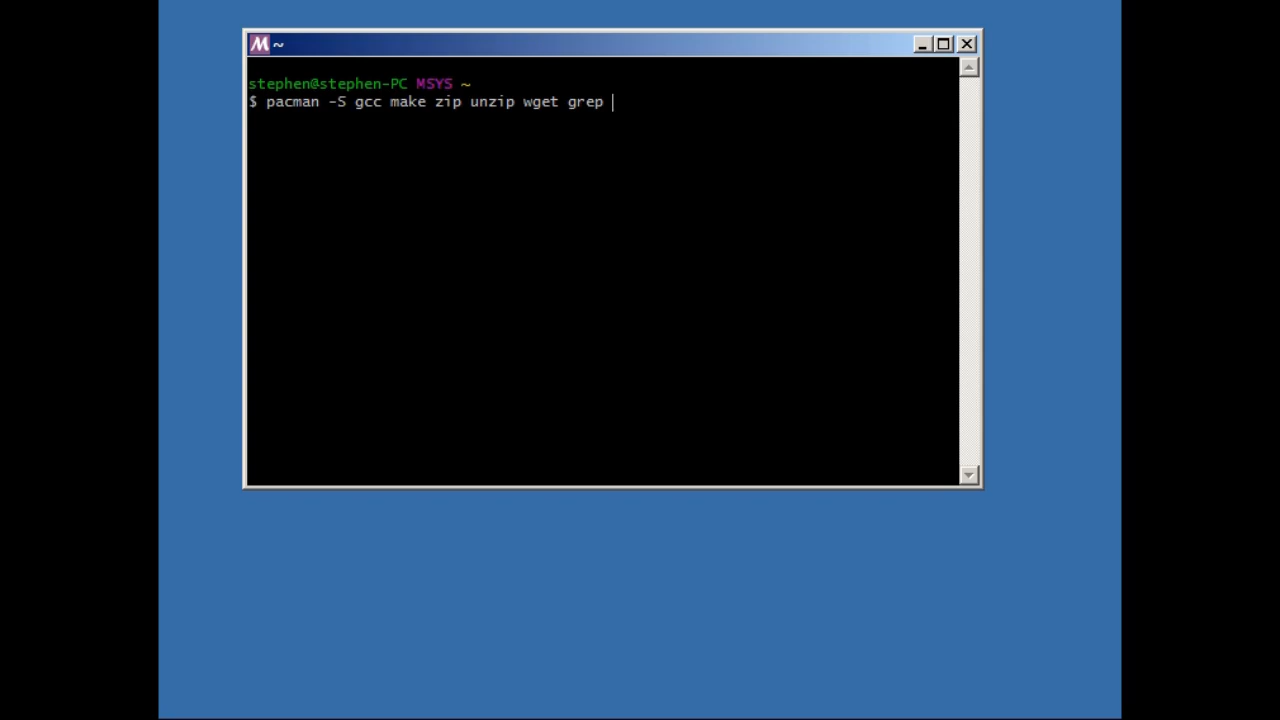 M ~
stephen@stephen-PC MSYS ~
$ pacman -S gcc make zip unzip wget grep